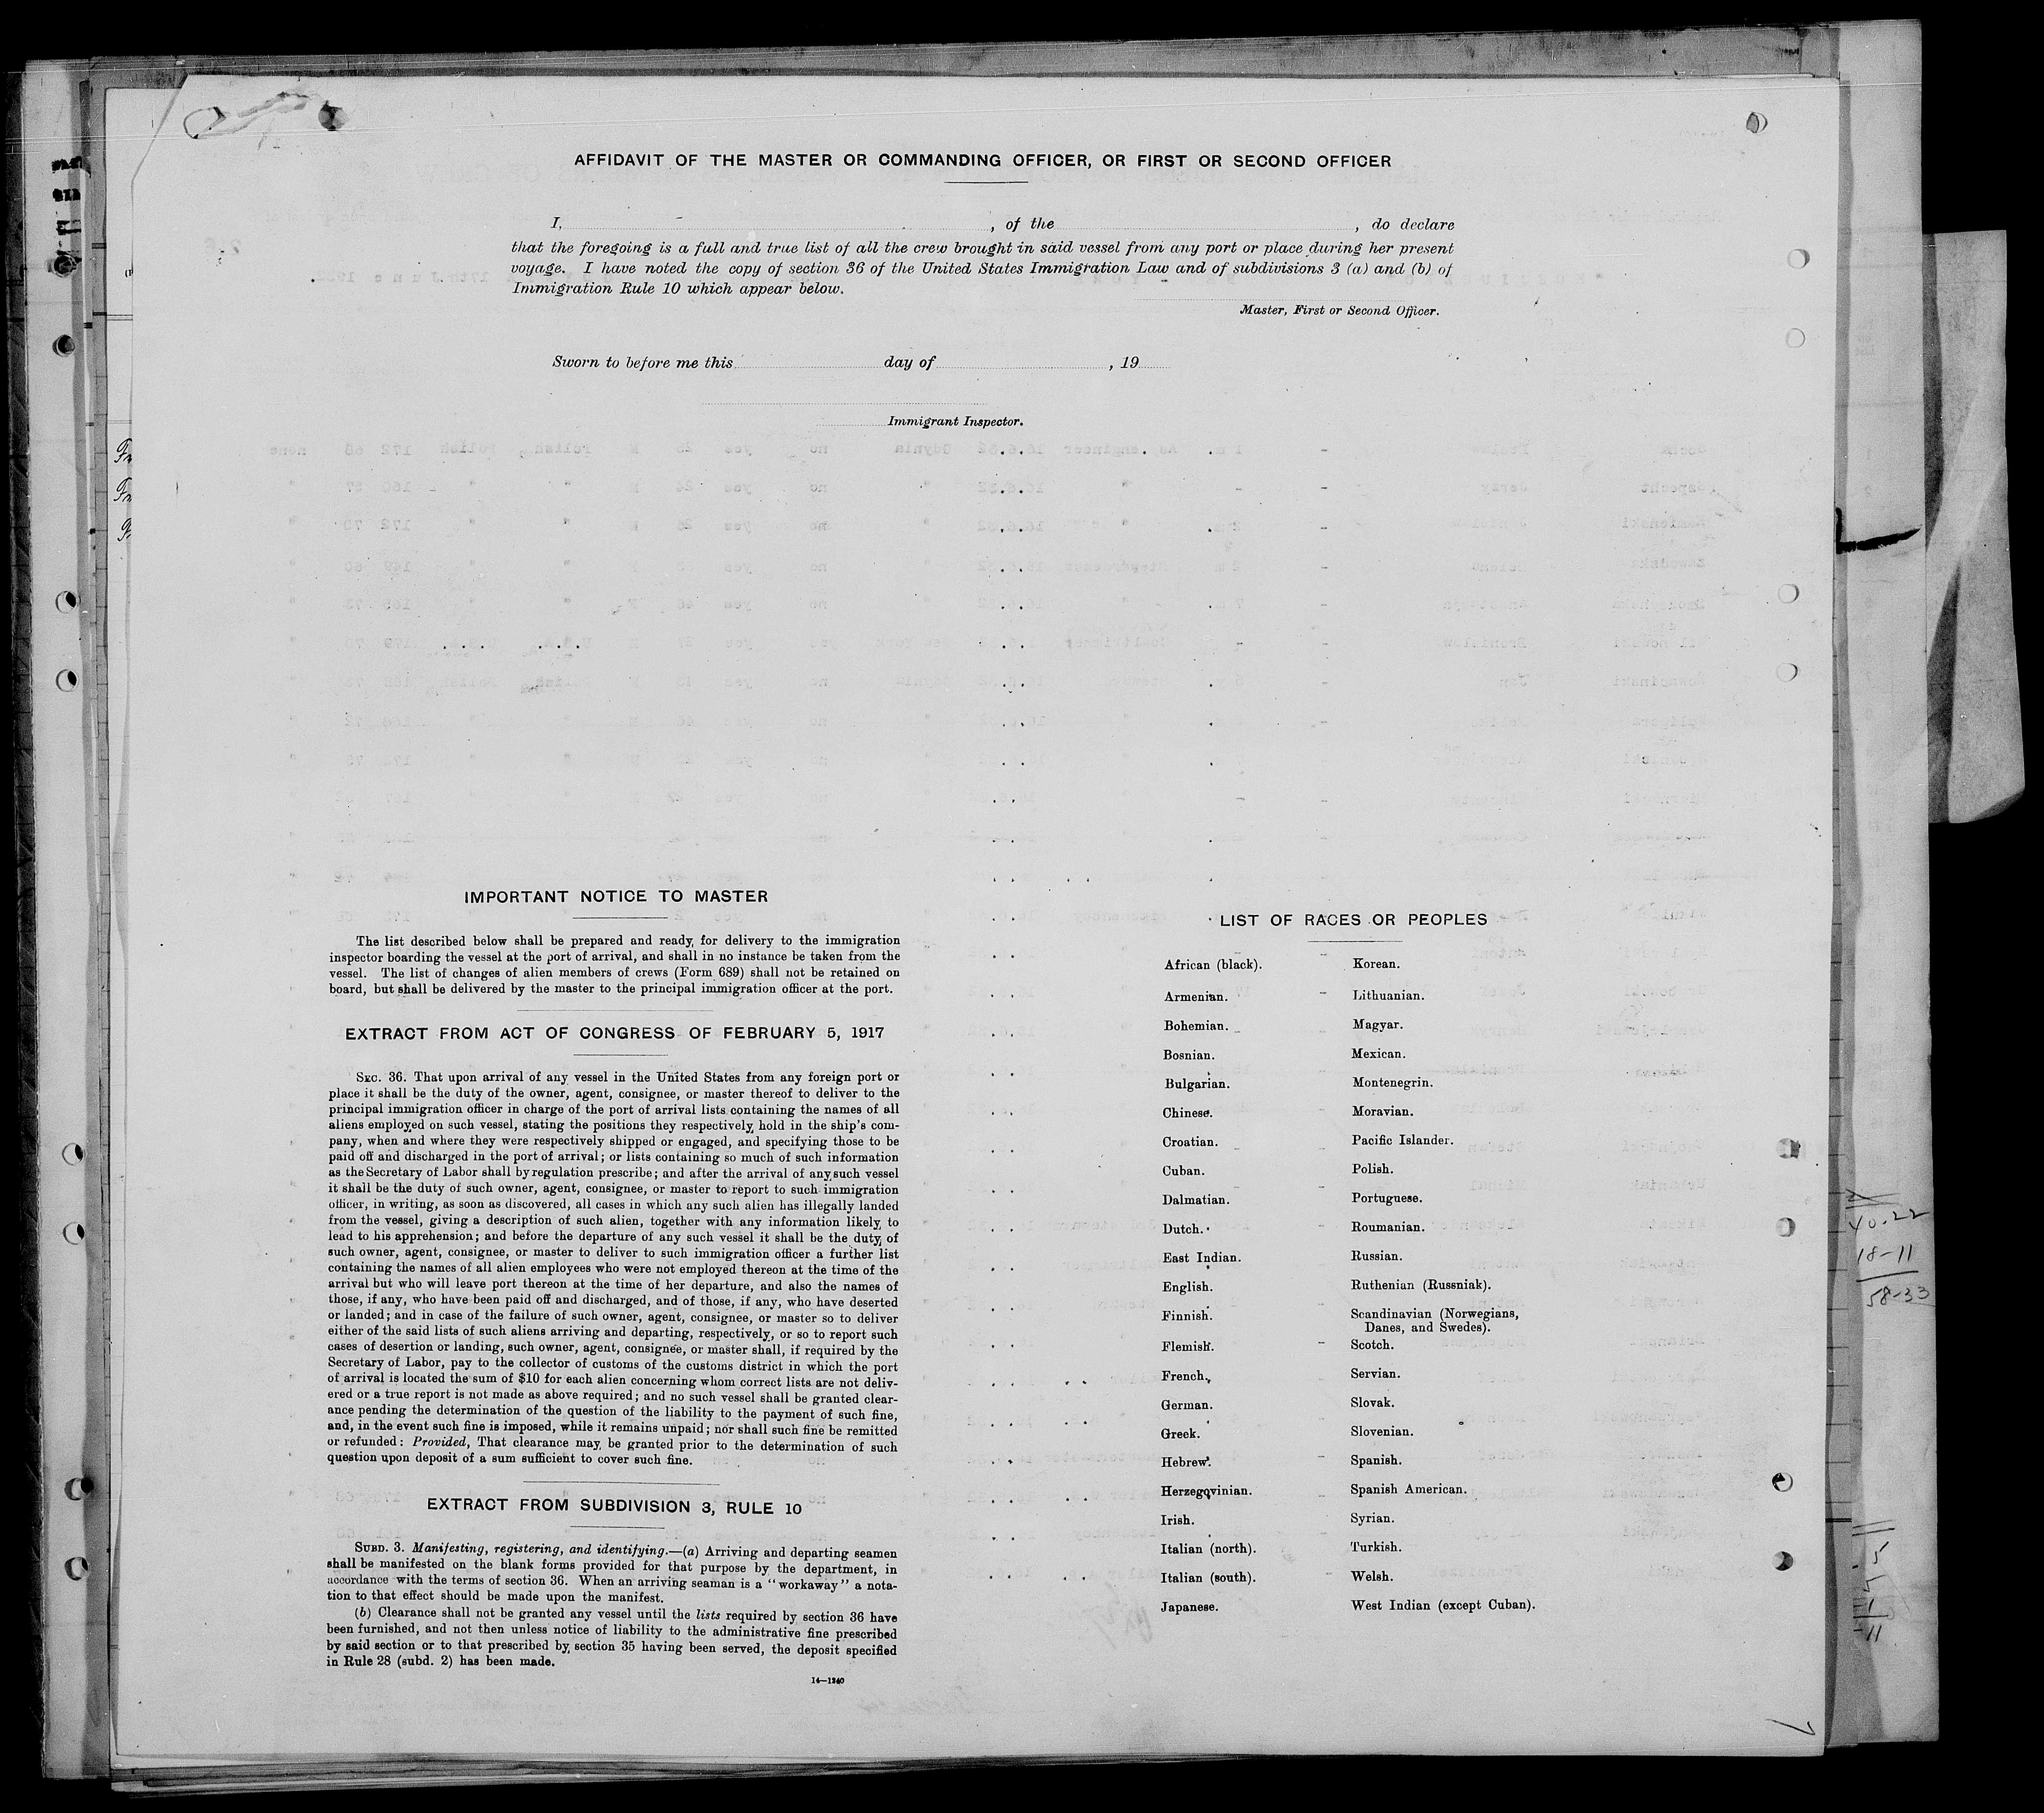 AFFIDAVIT OF THE MASTER OR COMMANDING OFFICER, OR FIRST OR SECOND OFFICER
I, , of the , do declare
that the foregoing is a full and true list of all the crew brought in said vessel from any port or place during her present
voyage. I have noted the copy of section 36 of the United States Immigration Law and of subdivisions 3 (a) and (b) of
Immigration Rule 10 which appear below.
Master, First or Second Officer.
Sworn to before me this day of , 19
Immigrant Inspector.
IMPORTANT NOTICE TO MASTER
The list described below shall be prepared and ready for delivery to the immigration
inspector boarding the vessel at the port of arrival, and shall in no instance be taken from the
vessel. The list of changes of alien members of crews (Form 689) shall not be retained on
board, but shall be delivered by the master to the principal immigration officer at the port.
EXTRACT FROM ACT OF CONGRESS OF FEBRUARY 5, 1917
SEC. 36. That upon arrival of any vessel in the United States from any foreign port or
place it shall be the duty of the owner, agent, consignee, or master thereof to deliver to the
principal immigration officer in charge of the port of arrival lists containing the names of all
aliens employed on such vessel, stating the positions they respectively hold in the ship's com-
pany, when and where they were respectively shipped or engaged, and specifying those to be
paid off and discharged in the port of arrival; or lists containing so much of such information
as the Secretary of Labor shall by regulation prescribe; and after the arrival of any such vessel
it shall be the duty of such owner, agent, consignee, or master to report to such immigration
officer, in writing, as soon as discovered, all cases in which any such alien has illegally landed
from the vessel, giving a description of such alien, together with any information likely to
lead to his apprehension; and before the departure of any such vessel it shall be the duty of
such owner, agent, consignee, or master to deliver to such immigration officer a further list
containing the names of all alien employees who were not employed thereon at the time of the
arrival but who will leave port thereon at the time of her departure, and also the names of
those, if any, who have been paid off and discharged, and of those, if any, who have deserted
or landed; and in case of the failure of such owner, agent, consignee, or master so to deliver
either of the said lists of such aliens arriving and departing, respectively, or so to report such
cases of desertion or landing, such owner, agent, consignee, or master shall, if required by the
Secretary of Labor, pay to the collector of customs of the customs district in which the port
of arrival is located the sum of $10 for each alien concerning whom correct lists are not deliv-
ered or a true report is not made as above required; and no such vessel shall be granted clear-
ance pending the determination of the question of the liability to the payment of such fine,
and, in the event such fine is imposed, while it remains unpaid; nor shall such fine be remitted
or refunded: Provided, That clearance may be granted prior to the determination of such
question upon deposit of a sum sufficient to cover such fine.
EXTRACT FROM SUBDIVISION 3, RULE 10
SUBD. 3. Manifesting, registering, and identifying.—(a) Arriving and departing seamen
shall be manifested on the blank forms provided for that purpose by the department, in
accordance with the terms of section 36. When an arriving seaman is a "workaway" a nota-
tion to that effect should be made upon the manifest.
(b) Clearance shall not be granted any vessel until the lists required by section 36 have
been furnished, and not then unless notice of liability to the administrative fine prescribed
by said section or to that prescribed by section 35 having been served, the deposit specified
in Rule 28 (subd. 2) has been made.
14—1240
LIST OF RACES OR PEOPLES
African (black).
Armenian.
Bohemian.
Bosnian.
Bulgarian.
Chinese.
Croatian.
Cuban.
Dalmatian.
Dutch.
East Indian.
English.
Finnish.
Flemish.
French.
German.
Greek.
Hebrew.
Herzegovinian.
Irish.
Italian (north).
Italian (south).
Japanese.
Korean.
Lithuanian.
Magyar.
Mexican.
Montenegrin.
Moravian.
Pacific Islander.
Polish.
Portuguese.
Roumanian.
Russian.
Ruthenian (Russniak).
Scandinavian (Norwegians,
Danes, and Swedes).
Scotch.
Servian.
Slovak.
Slovenian.
Spanish.
Spanish American.
Syrian.
Turkish.
Welsh.
West Indian (except Cuban).
40-22
18-11
58-33